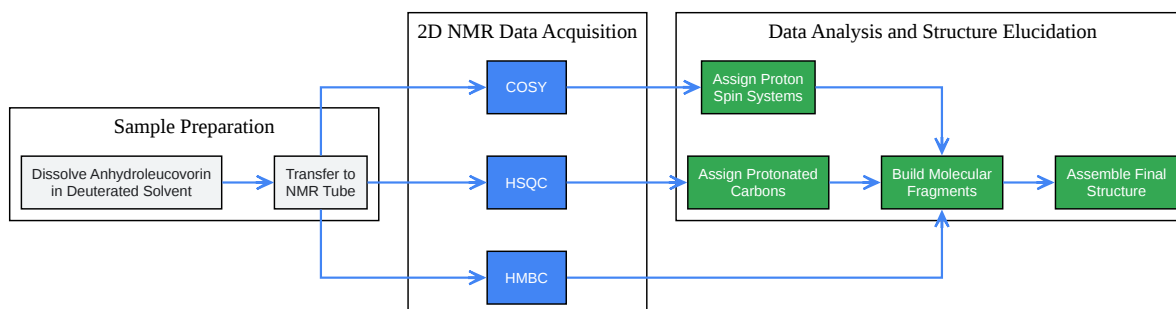 2D NMR Data Acquisition
Data Analysis and Structure Elucidation
COSY
Assign Proton
Spin Systems
Sample Preparation
Dissolve Anhydroleucovorin
in Deuterated Solvent
Transfer to
NMR Tube
HSQC
Assign Protonated
Carbons
Build Molecular
Fragments
Assemble Final
Structure
HMBC